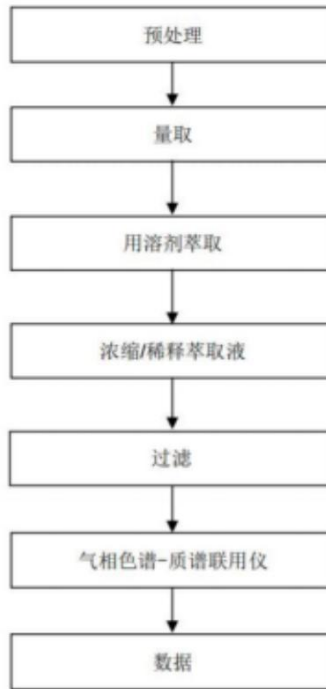 预处理
量取
用溶剂萃取
浓缩/稀释萃取液
过滤
气相色谱-质谱联用仪
数据